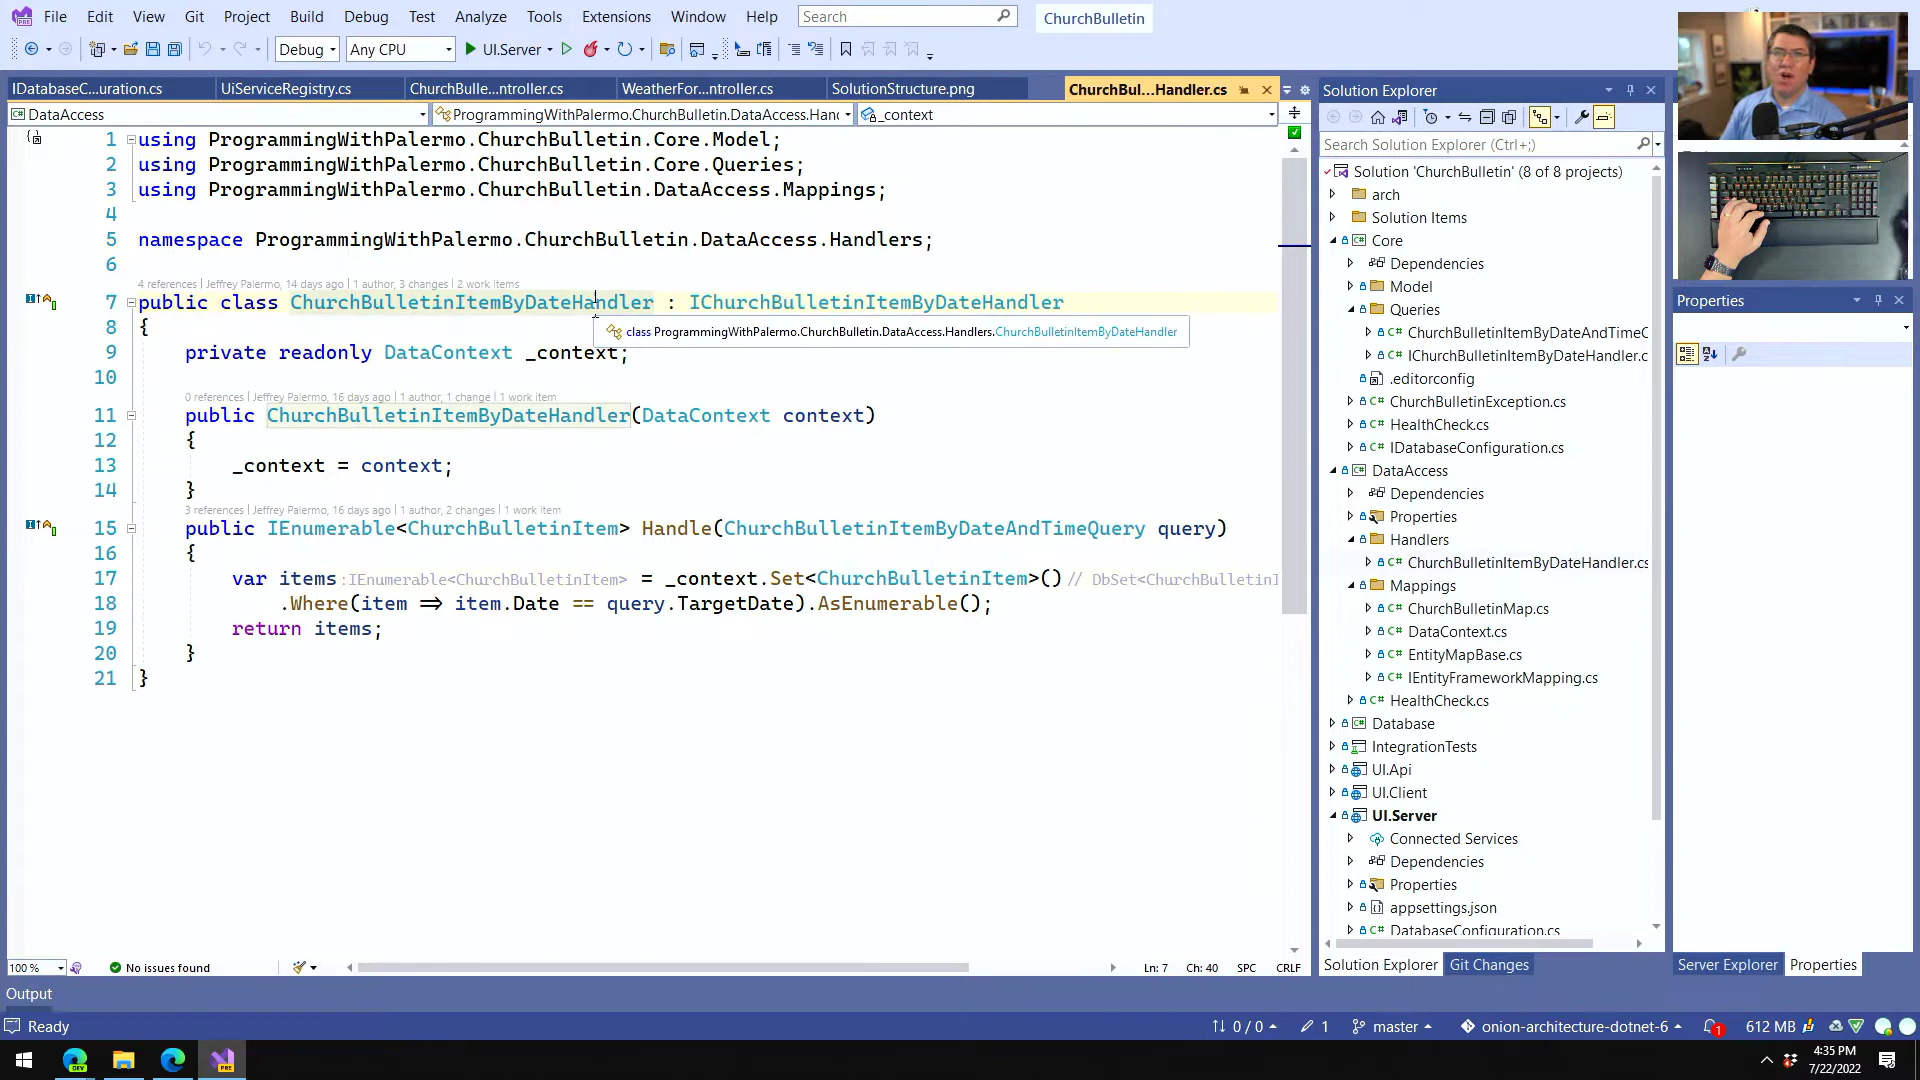 File Edit View Git Project Build Debug Test Analyze Tools Extensions Window Help Search ChurchBulletin
Debug Any CPU UI.Server
IDatabaseC...uration.cs UiServiceRegistry.cs ChurchBulle...ntroller.cs WeatherFor...ntroller.cs SolutionStructure.png ChurchBul...Handler.cs
DataAccess ProgrammingWithPalermo.ChurchBulletin.DataAccess.Hanc _context
1 using ProgrammingWithPalermo.ChurchBulletin.Core.Model;
2 using ProgrammingWithPalermo.ChurchBulletin.Core.Queries;
3 using ProgrammingWithPalermo.ChurchBulletin.DataAccess.Mappings;
4
5 namespace ProgrammingWithPalermo.ChurchBulletin.DataAccess.Handlers;
6
4 references | Jeffrey Palermo, 14 days ago | 1 author, 3 changes | 2 work items
7 public class ChurchBulletinItemByDateHandler : IChurchBulletinItemByDateHandler
class ProgrammingWithPalermo.ChurchBulletin.DataAccess.Handlers.ChurchBulletinItemByDateHandler
8 {
9 private readonly DataContext _context;
10
0 references | Jeffrey Palermo, 16 days ago | 1 author, 1 change | 1 work item
11 public ChurchBulletinItemByDateHandler(DataContext context)
12 {
13 _context = context;
14 }
3 references | Jeffrey Palermo, 16 days ago | 1 author, 2 changes | 1 work item
15 public IEnumerable<ChurchBulletinItem> Handle(ChurchBulletinItemByDateAndTimeQuery query)
16 {
17 var items:IEnumerable<ChurchBulletinItem> = _context.Set<ChurchBulletinItem>() // DbSet<ChurchBulletinI
18 .Where(item => item.Date == query.TargetDate).AsEnumerable();
19 return items;
20 }
21 }
100 % No issues found Ln: 7 Ch: 40 SPC CRLF
Solution Explorer
Search Solution Explorer (Ctrl+;)
Solution 'ChurchBulletin' (8 of 8 projects)
arch
Solution Items
Core
Dependencies
Model
Queries
ChurchBulletinItemByDateAndTimeC
IChurchBulletinItemByDateHandler.c
.editorconfig
ChurchBulletinException.cs
HealthCheck.cs
IDatabaseConfiguration.cs
DataAccess
Dependencies
Properties
Handlers
ChurchBulletinItemByDateHandler.cs
Mappings
ChurchBulletinMap.cs
DataContext.cs
EntityMapBase.cs
IEntityFrameworkMapping.cs
HealthCheck.cs
Database
IntegrationTests
UI.Api
UI.Client
UI.Server
Connected Services
Dependencies
Properties
appsettings.json
DatabaseConfiguration.cs
Solution Explorer Git Changes
Properties
Server Explorer Properties
Output
Ready 0 / 0 1 master onion-architecture-dotnet-6 1 612 MB
4:35 PM
7/22/2022